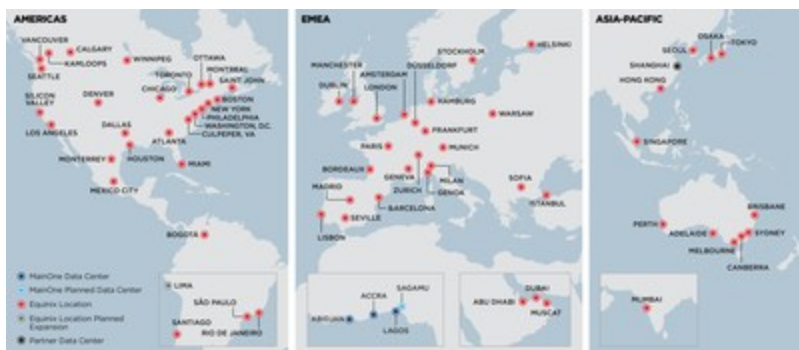 AMERICAS
VANCOUVER
CALGARY
KAMLOOPS
SEATTLE
WINNIPEG
OTTAWA
MONTREAL
TORONTO
SAINT JOHN
CHICAGO
DENVER
SILICON
VALLEY
BOSTON
NEW YORK
PHILADELPHIA
WASHINGTON, D.C.
CULPEPER, VA
LOS ANGELES
DALLAS
ATLANTA
MONTERREY
HOUSTON
MIAMI
MEXICO CITY
BOGOTÁ
MainOne Data Center
MainOne Planned Data Center
Equinix Location
Equinix Location Planned
Expansion
Partner Data Center
LIMA
SÃO PAULO
SANTIAGO
RIO DE JANEIRO
EMEA
HELSINKI
STOCKHOLM
MANCHESTER
DÜSSELDORF
AMSTERDAM
DUBLIN
LONDON
HAMBURG
WARSAW
FRANKFURT
PARIS
MUNICH
BORDEAUX
GENEVA
MILAN
ZURICH
GENOA
SOFIA
MADRID
ISTANBUL
BARCELONA
SEVILLE
LISBON
SAGAMU
ACCRA
ABIDJAN
LAGOS
DUBAI
ABU DHABI
MUSCAT
ASIA-PACIFIC
OSAKA
TOKYO
SEOUL
SHANGHAI
HONG KONG
SINGAPORE
BRISBANE
PERTH
ADELAIDE
SYDNEY
MELBOURNE
CANBERRA
MUMBAI